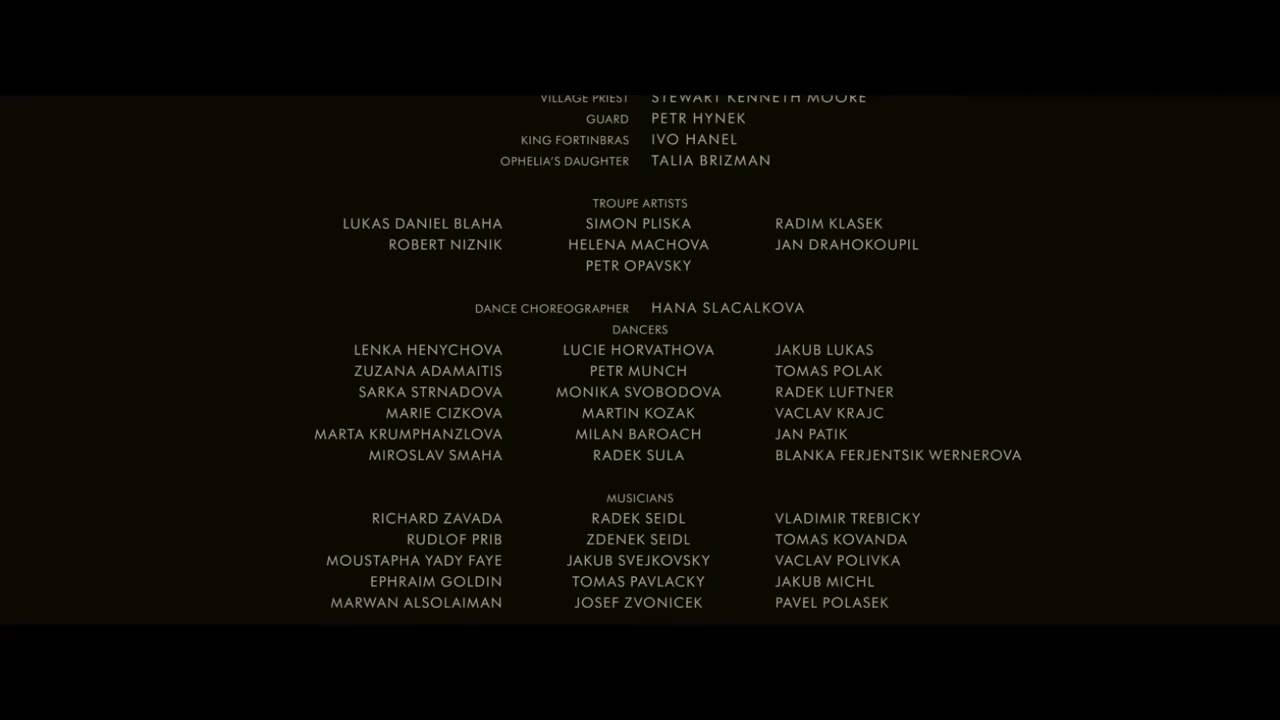 VILLAGE PRIEST STEWART KENNETH MOORE
GUARD PETR HYNEK
KING FORTINBRAS IVO HANEL
OPHELIA'S DAUGHTER TALIA BRIZMAN
TROUPE ARTISTS
LUKAS DANIEL BLAHA SIMON PLISKA RADIM KLASEK
ROBERT NIZNIK HELENA MACHOVA JAN DRAHOKOUPIL
PETR OPAVSKY
DANCE CHOREOGRAPHER HANA SLACALKOVA
DANCERS
LENKA HENYCHOVA LUCIE HORVATHOVA JAKUB LUKAS
ZUZANA ADAMAITIS PETR MUNCH TOMAS POLAK
SARKA STRNADOVA MONIKA SVOBODOVA RADEK LUFTNER
MARIE CIZKOVA MARTIN KOZAK VACLAV KRAJC
MARTA KRUMPHANZLOVA MILAN BAROACH JAN PATIK
MIROSLAV SMAHA RADEK SULA BLANKA FERJENTSIK WERNEROVA
MUSICIANS
RICHARD ZAVADA RADEK SEIDL VLADIMIR TREBICKY
RUDLOF PRIB ZDENEK SEIDL TOMAS KOVANDA
MOUSTAPHA YADY FAYE JAKUB SVEJKOVSKY VACLAV POLIVKA
EPHRAIM GOLDIN TOMAS PAVLACKY JAKUB MICHL
MARWAN ALSOLAIMAN JOSEF ZVONICEK PAVEL POLASEK